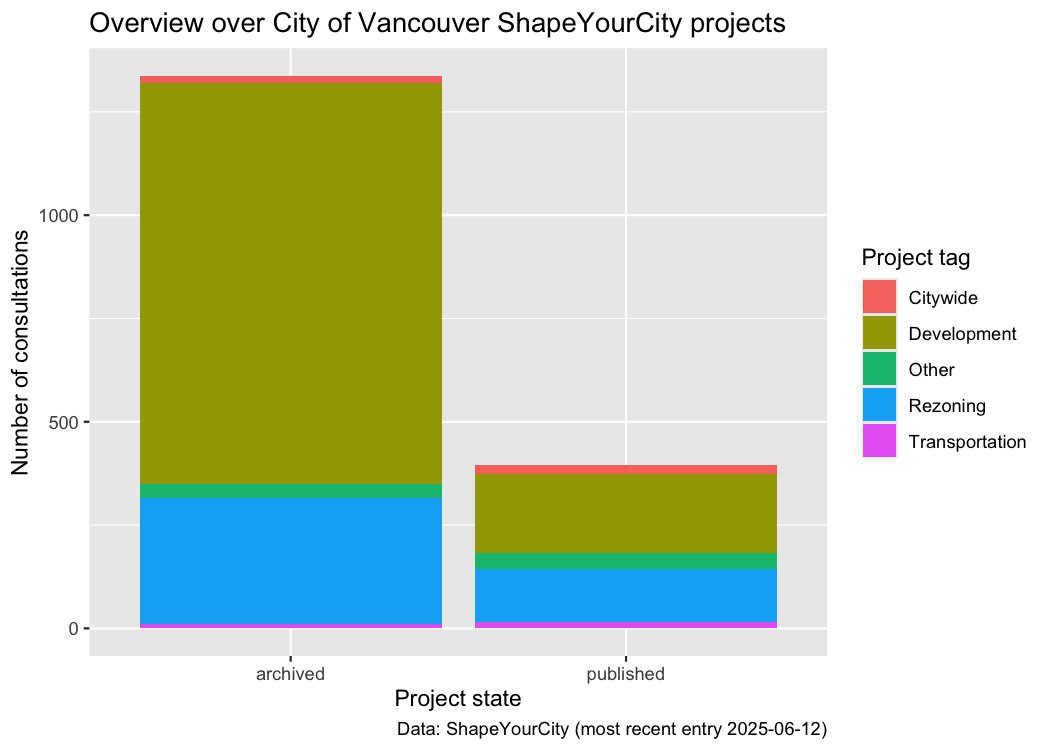 Overview over City of Vancouver ShapeYourCity projects
Number of consultations
1000
500
0
archived
published
Project state
Project tag
Citywide
Development
Other
Rezoning
Transportation
Data: ShapeYourCity (most recent entry 2025-06-12)